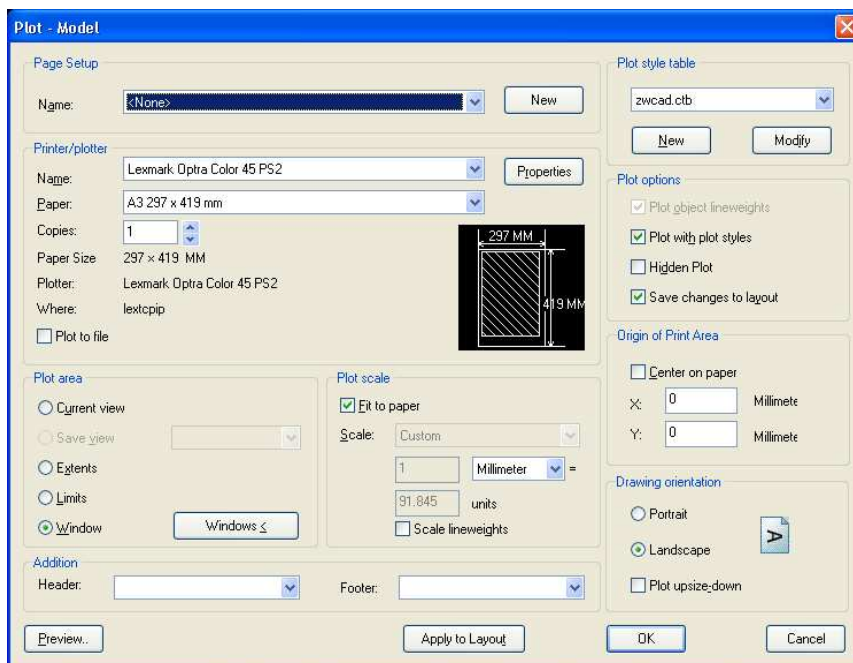 Plot - Model
Page Setup
Name: <None> New
Printer/plotter
Name: Lexmark Optra Color 45 PS2 Properties
Paper: A3 297 x 419 mm
Copies: 1
Paper Size 297 × 419 MM
Plotter: Lexmark Optra Color 45 PS2
Where: lextcpip
Plot to file
297 MM
419 MM
Plot area
Current view
Save view
Extents
Limits
Window Windows <
Plot scale
Fit to paper
Scale: Custom
1 Millimeter =
91.845 units
Scale lineweights
Addition
Header: Footer:
Plot style table
zwcad.ctb
New Modify
Plot options
Plot object lineweights
Plot with plot styles
Hidden Plot
Save changes to layout
Origin of Print Area
Center on paper
X: 0 Millimete
Y: 0 Millimete
Drawing orientation
Portrait
Landscape
A
Plot upsize-down
Preview.. Apply to Layout OK Cancel